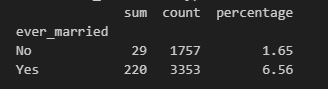 sum count percentage
ever_married
No 29 1757 1.65
Yes 220 3353 6.56